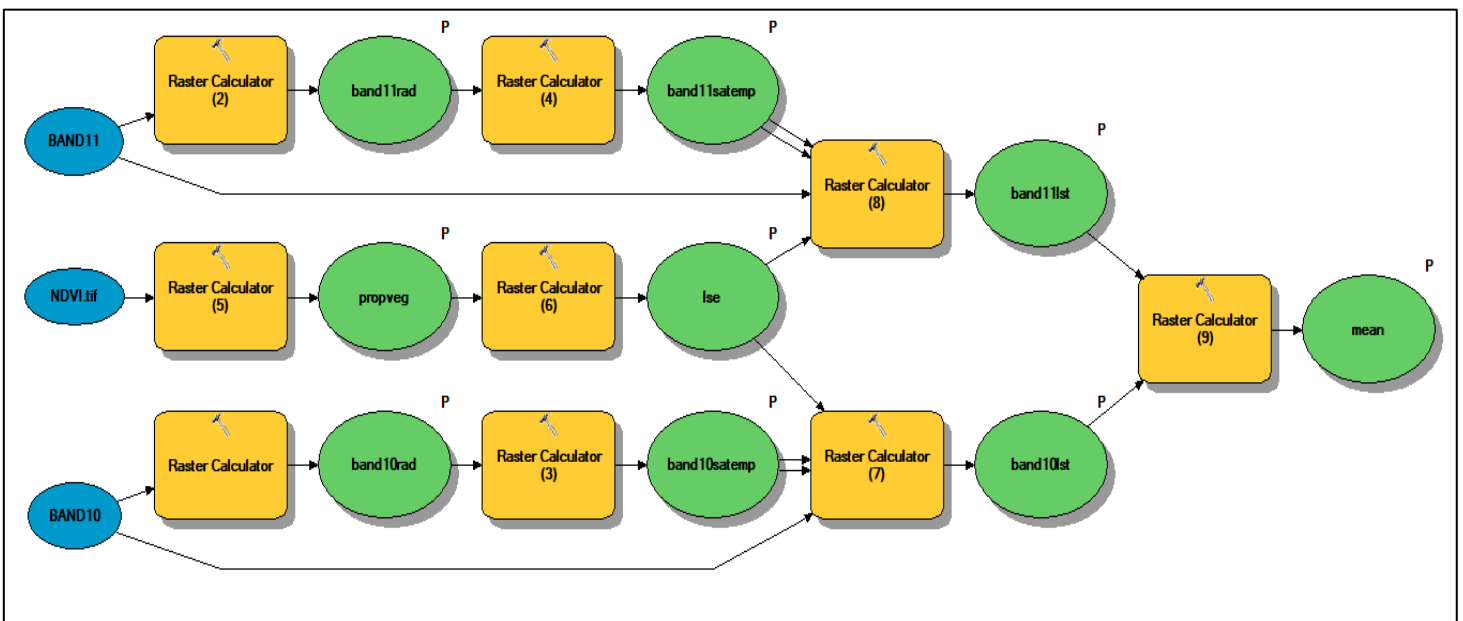 P
P
Raster Calculator
(2)
band11rad
Raster Calculator
(4)
band11satemp
BAND11
P
Raster Calculator
(8)
band11lst
P
P
NDVI.tif
Raster Calculator
(5)
propveg
Raster Calculator
(6)
lse
P
Raster Calculator
(9)
mean
P
P
P
Raster Calculator
band10rad
Raster Calculator
(3)
band10satemp
Raster Calculator
(7)
band10lst
BAND10